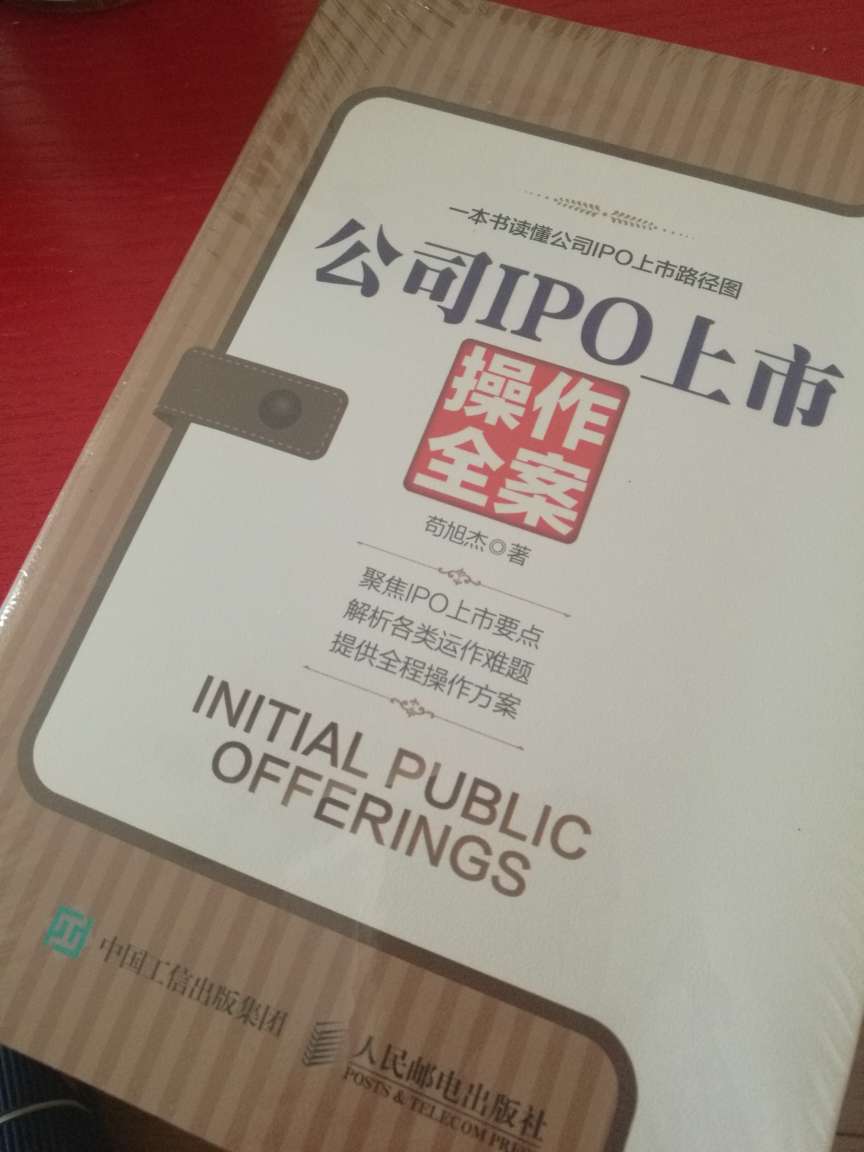 一本书读懂公司IPO上市路径图
公司IPO上市
操作
全案
苟旭杰◎著
聚焦IPO上市要点
解析各类运作难题
提供全程操作方案
INITIAL PUBLIC
OFFERINGS
中国工信出版集团
人民邮电出版社
POSTS & TELECOM PRESS